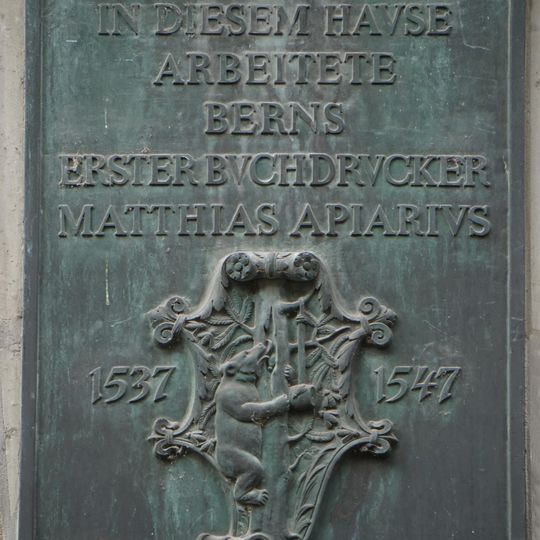 IN DIESEM HAVSE
ARBEITETE
BERNS
ERSTER BVCHDRVCKER
MATTHIAS APIARIVS
1537 1547